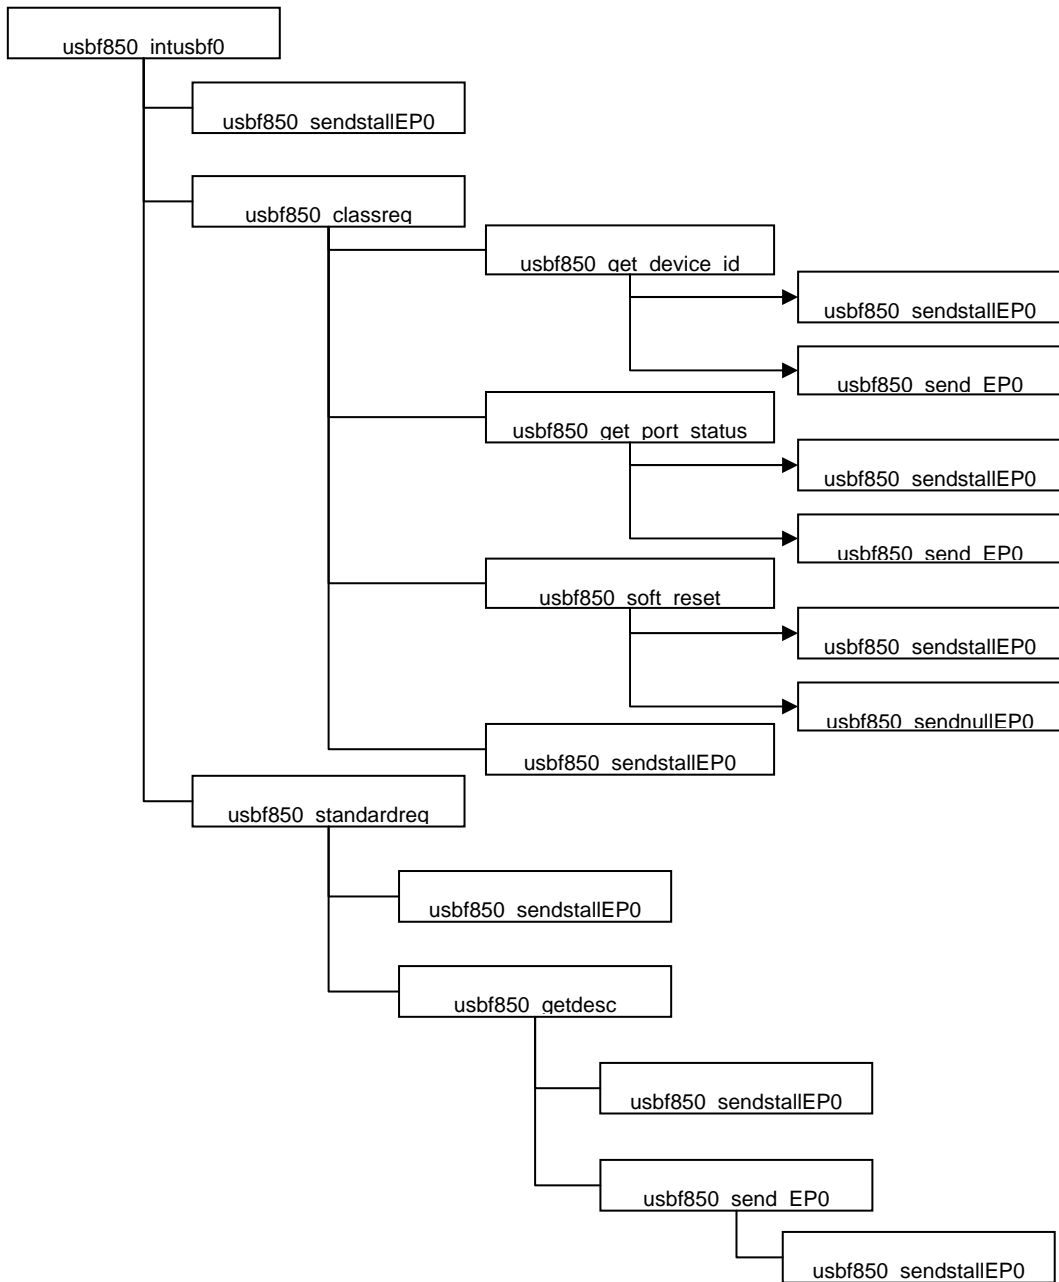 usbf850_intusbf0
usbf850_sendstallEP0
usbf850_classreq
usbf850_get_device_id
usbf850_sendstallEP0
usbf850_send_EP0
usbf850_get_port_status
usbf850_sendstallEP0
usbf850_send_EP0
usbf850_soft_reset
usbf850_sendstallEP0
usbf850_sendnullEP0
usbf850_sendstallEP0
usbf850_standardreq
usbf850_sendstallEP0
usbf850_getdesc
usbf850_sendstallEP0
usbf850_send_EP0
usbf850_sendstallEP0